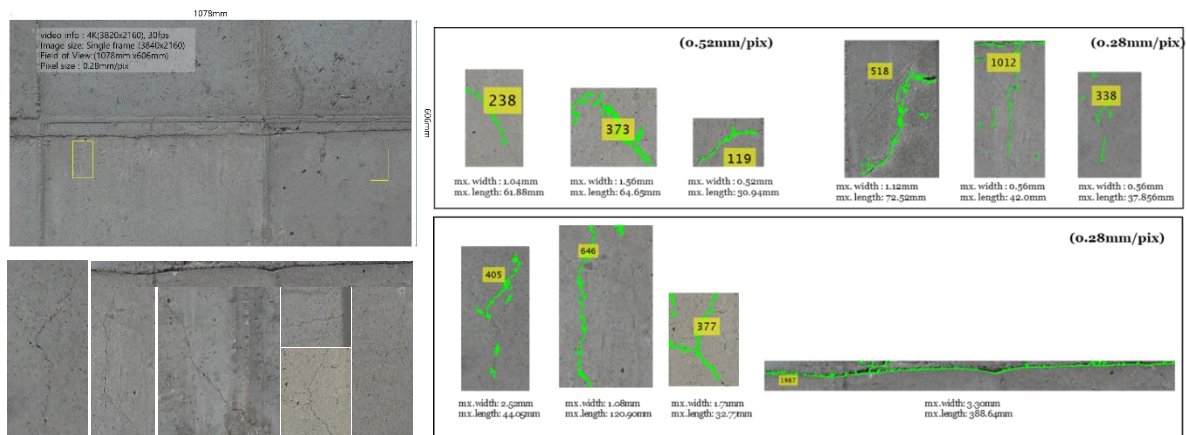 1078mm
video info : 4K(3820x2160), 30fps
Image size: Single frame (3840x2160)
Field of View:(1078mm x606mm)
Pixel size : 0.28mm/pix
606mm
(0.52mm/pix)
(0.28mm/pix)
238
373
119
518
1012
338
mx. width : 1.04mm
mx. length: 61.88mm
mx. width : 1.56mm
mx. length: 64.65mm
mx. width : 0.52mm
mx. length: 30.94mm
mx. width : 1.12mm
mx. length: 72.52mm
mx. width : 0.56mm
mx. length: 42.0mm
mx. width : 0.56mm
mx. length: 37.856mm
(0.28mm/pix)
405
646
377
1987
mx.width: 2.52mm
mx.length: 44.05mm
mx.width: 1.08mm
mx.length: 120.90mm
mx.width: 1.71mm
mx.length: 32.77mm
mx.width: 3.30mm
mx.length: 388.64mm